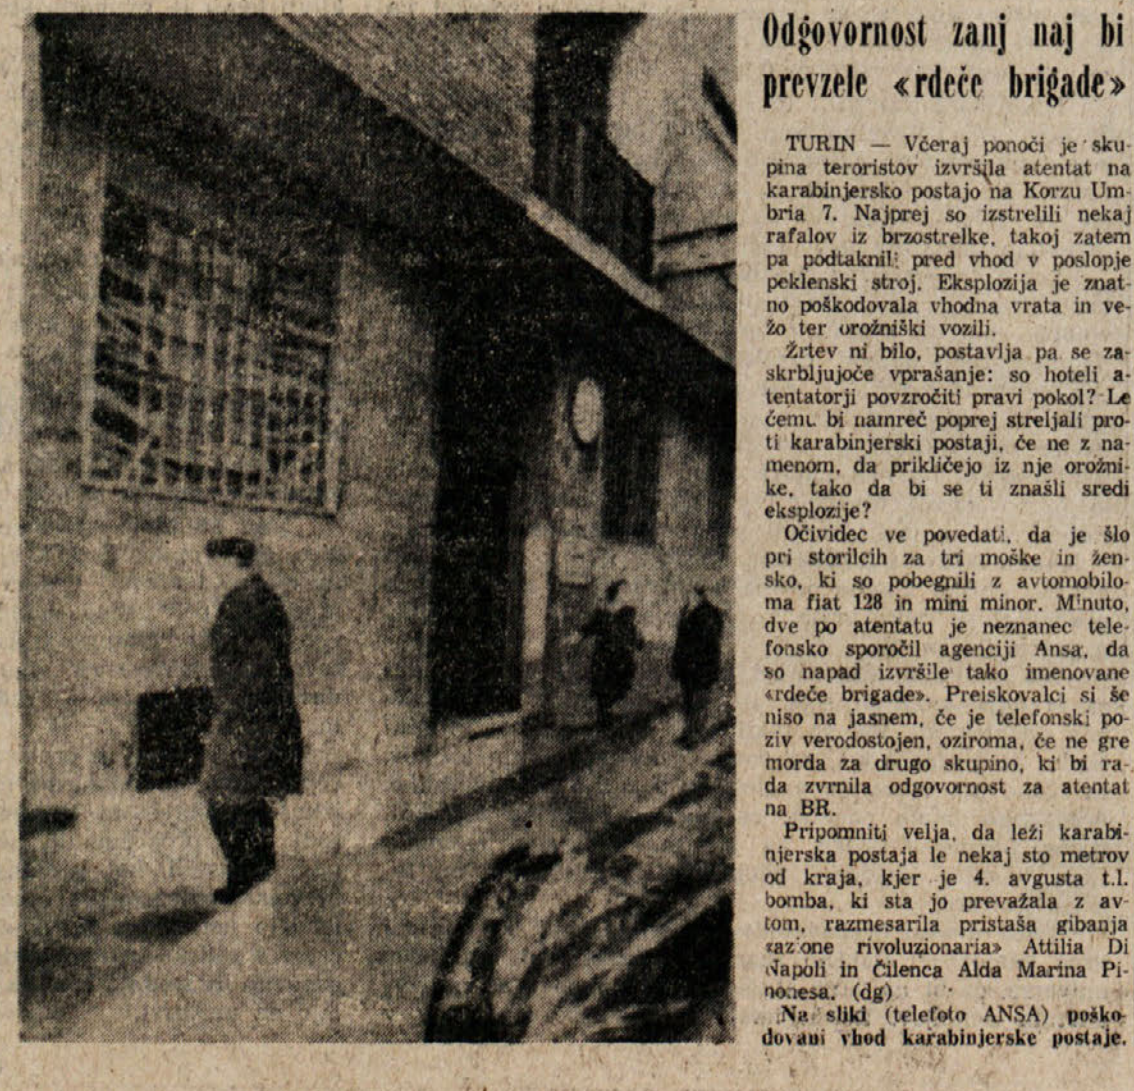 Odgovornost zanj naj bi
prevzele «rdeče brigade»
TURIN — Včeraj ponoči je sku-
pina teroristov izvršila atentat na
karabinjersko postajo na Korzu Um-
bria 7. Najprej so izstrelili nekaj
rafalov iz brzostrelke, takoj zatem
pa podtaknili pred vhod v poslopje
peklenski stroj. Eksplozija je znat-
no poškodovala vhodna vrata in ve-
žo ter orožniški vozili.
Žrtev ni bilo, postavlja pa se za-
skrbljujoče vprašanje: so hoteli a-
tentatorji povzročiti pravi pokol? Le
čemu bi namreč poprej streljali pro-
ti karabinjerski postaji, če ne z na-
menom, da prikličejo iz nje orožni-
ke, tako da bi se ti znašli sredi
eksplozije?
Očividec ve povedati, da je šlo
pri storilcih za tri moške in žen-
sko, ki so pobegnili z avtomobilo-
ma fiat 128 in mini minor. Minuto,
dve po atentatu je neznanec tele-
fonsko sporočil agenciji Ansa, da
so napad izvršile tako imenovane
«rdeče brigade». Preiskovalci si še
niso na jasnem, če je telefonski po-
ziv verodostojen, oziroma, če ne gre
morda za drugo skupino, ki bi ra-
da zvrnila odgovornost za atentat
na BR.
Pripomniti velja, da leži karabi-
njerska postaja le nekaj sto metrov
od kraja, kjer je 4. avgusta t.l.
bomba, ki sta jo prevažala z av-
tom, razmesarila pristaša gibanja
«azione rivoluzionaria» Attilia Di
Napoli in Čilenca Alda Marina Pi-
nonesa. (dg)
Na sliki (telefoto ANSA) poško-
dovani vhod karabinjerske postaje.